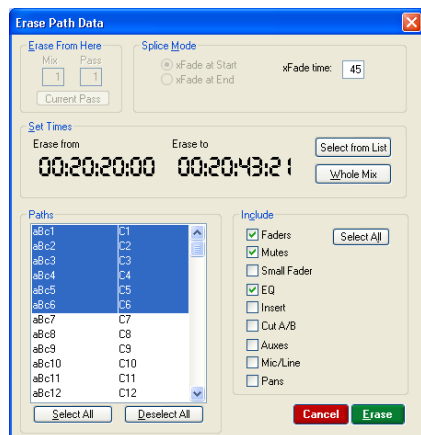 Erase Path Data
Erase From Here
Mix Pass
1 1
Current Pass
Splice Mode
xFade at Start
xFade at End
xFade time: 45
Set Times
Erase from Erase to
00:20:20:00 00:20:43:21
Select from List
Whole Mix
Paths
aBc1 C1
aBc2 C2
aBc3 C3
aBc4 C4
aBc5 C5
aBc6 C6
aBc7 C7
aBc8 C8
aBc9 C9
aBc10 C10
aBc11 C11
aBc12 C12
Select All Deselect All
Include
Faders
Select All
Mutes
Small Fader
EQ
Insert
Cut A/B
Auxes
Mic/Line
Pans
Cancel Erase